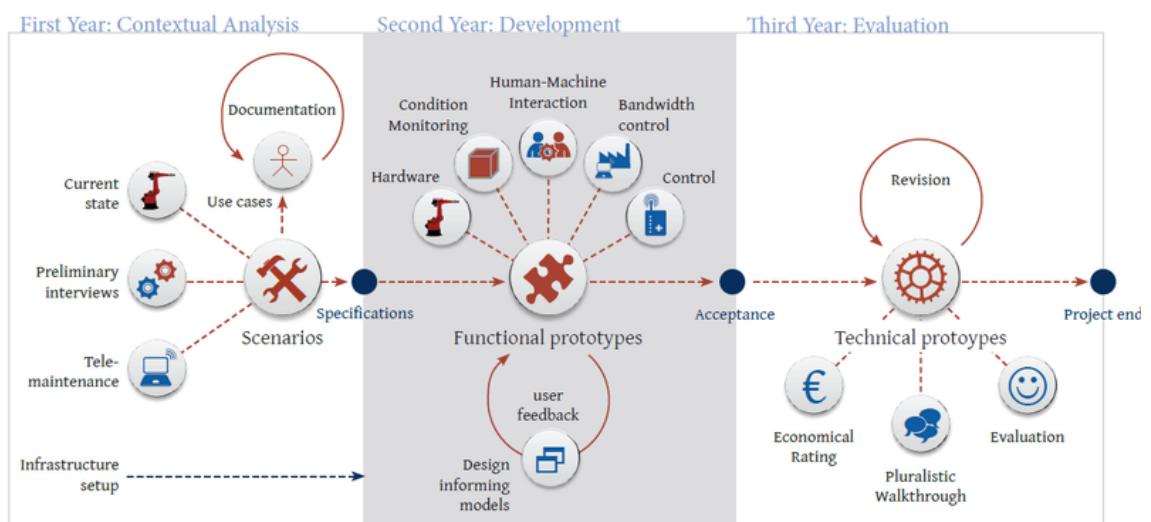 First Year: Contextual Analysis
Second Year: Development
Third Year: Evaluation
Documentation
Current
state
Use cases
Preliminary
interviews
Tele-
maintenance
Scenarios
Specifications
Infrastructure
setup
Hardware
Condition
Monitoring
Human-Machine
Interaction
Bandwidth
control
Control
Functional prototypes
user
feedback
Design
informing
models
Acceptance
Revision
Technical protoypes
Project end
€
Economical
Rating
Pluralistic
Walkthrough
Evaluation